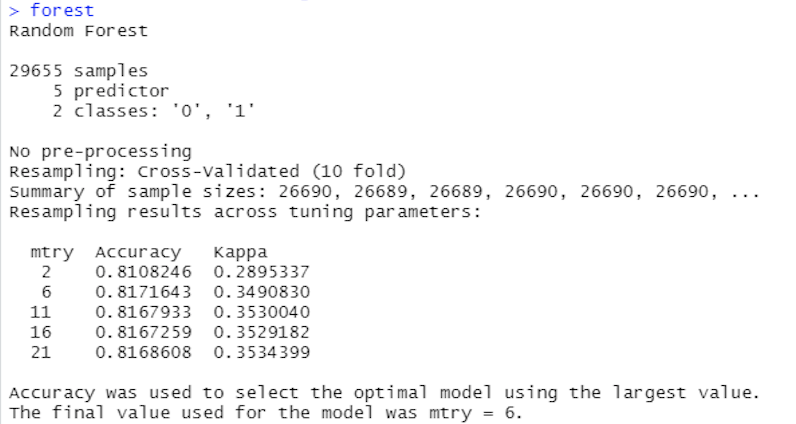 > forest
Random Forest
29655 samples
5 predictor
2 classes: '0', '1'
No pre-processing
Resampling: Cross-Validated (10 fold)
Summary of sample sizes: 26690, 26689, 26689, 26690, 26690, 26690, ...
Resampling results across tuning parameters:
mtry Accuracy Kappa
2 0.8108246 0.2895337
6 0.8171643 0.3490830
11 0.8167933 0.3530040
16 0.8167259 0.3529182
21 0.8168608 0.3534399
Accuracy was used to select the optimal model using the largest value.
The final value used for the model was mtry = 6.